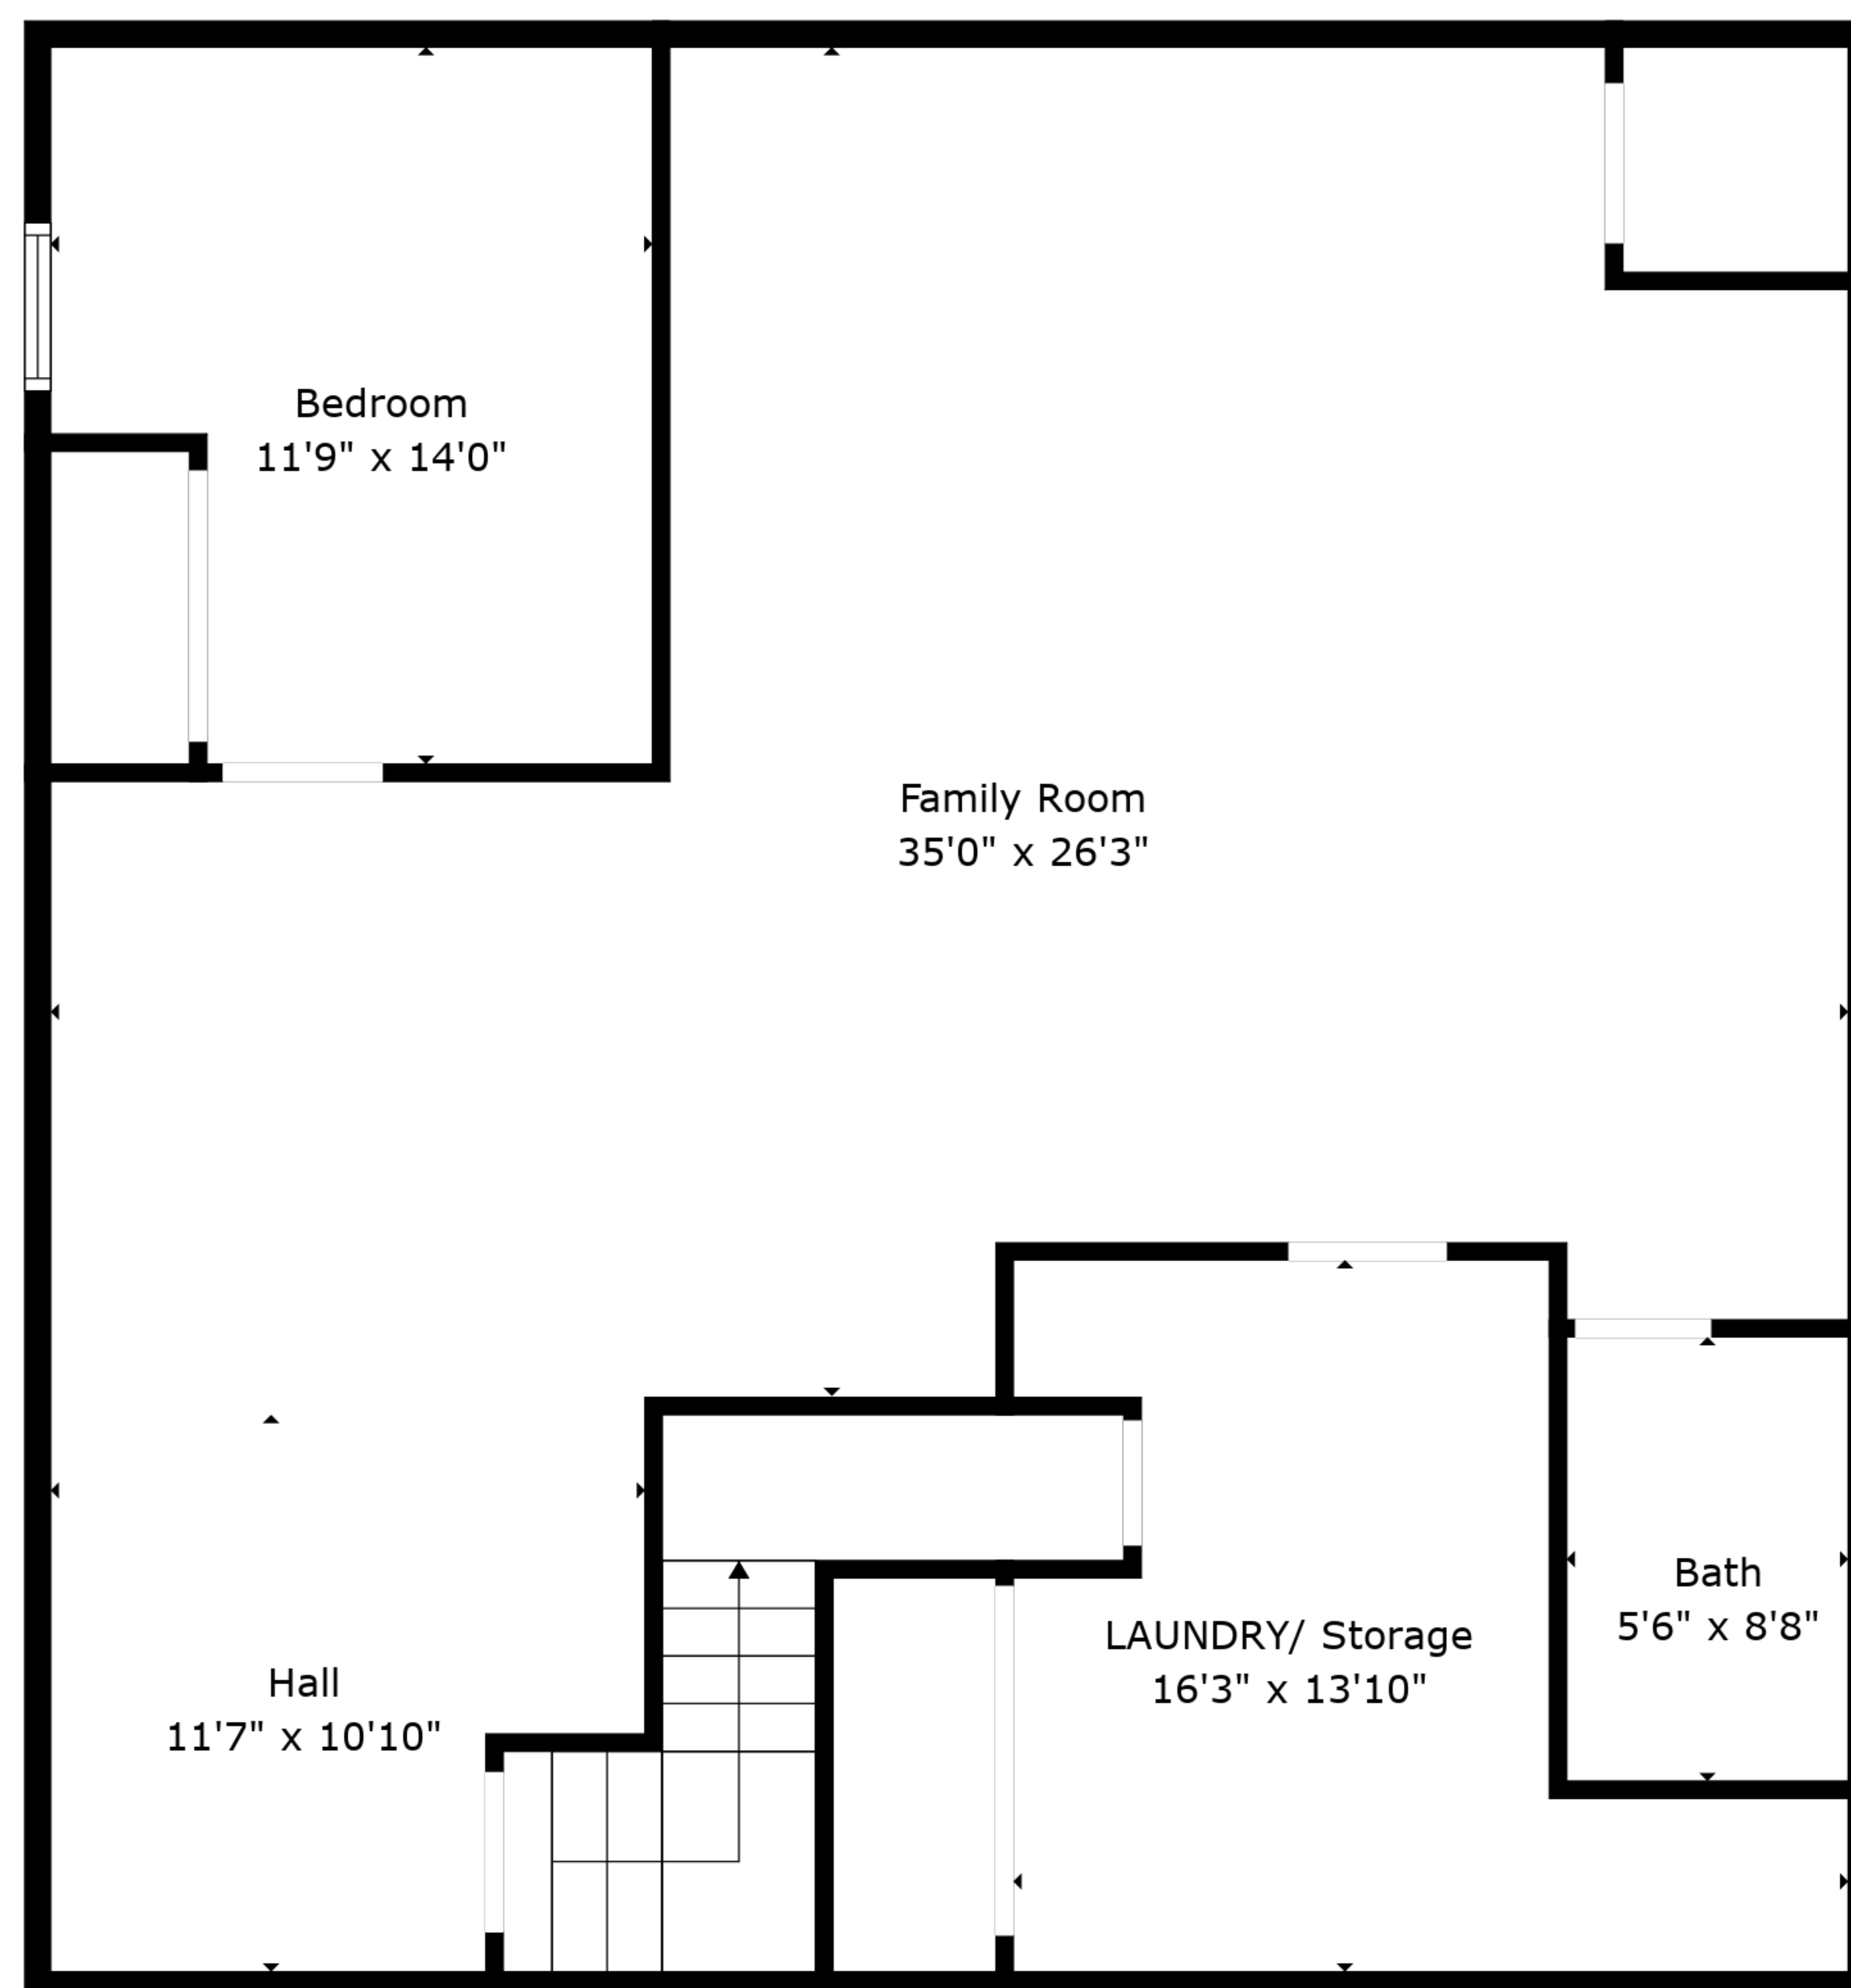 Bedroom
11'9" x 14'0"
Family Room
35'0" x 26'3"
Bath
5'6" x 8'8"
LAUNDRY/ Storage
16'3" x 13'10"
Hall
11'7" x 10'10"